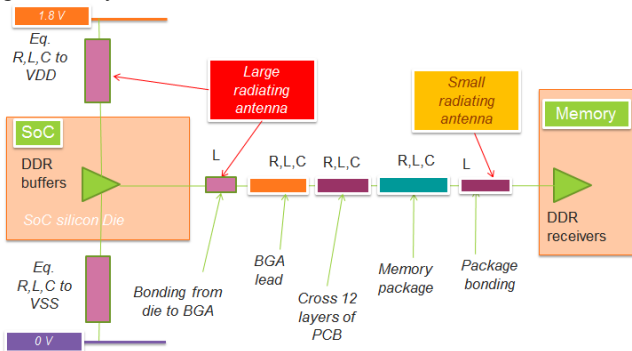 1.8 V
Eq.
R,L,C to
VDD
Large
radiating
antenna
Small
radiating
antenna
Memory
SoC
DDR
buffers
SoC silicon Die
L
R,L,C
R,L,C
R,L,C
L
DDR
receivers
Eq.
R,L,C to
VSS
Bonding from
die to BGA
BGA
lead
Cross 12
layers of
PCB
Memory
package
Package
bonding
0 V